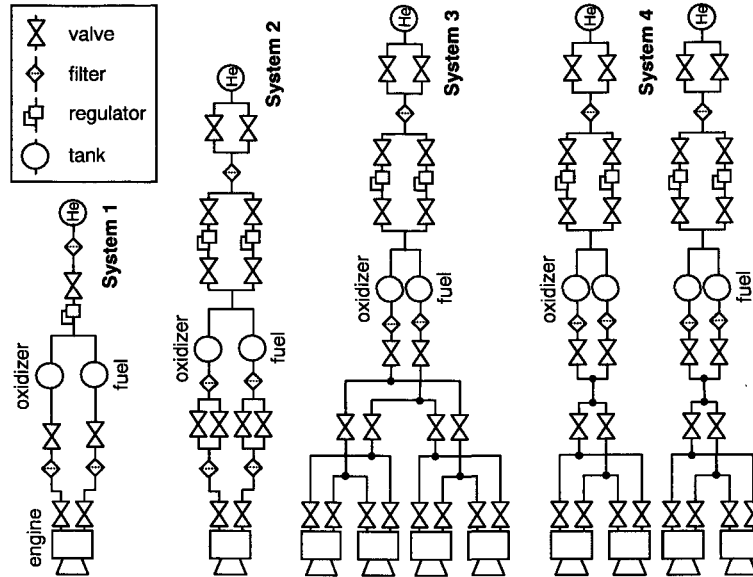 valve
filter
regulator
tank
He
System 1
oxidizer
fuel
engine
He
System 2
oxidizer
fuel
He
System 3
oxidizer
fuel
He
System 4
He
oxidizer
fuel